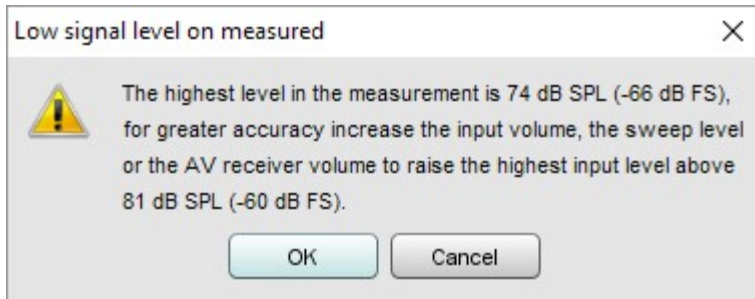 Low signal level on measured
The highest level in the measurement is 74 dB SPL (-66 dB FS),
for greater accuracy increase the input volume, the sweep level
or the AV receiver volume to raise the highest input level above
81 dB SPL (-60 dB FS).
OK Cancel